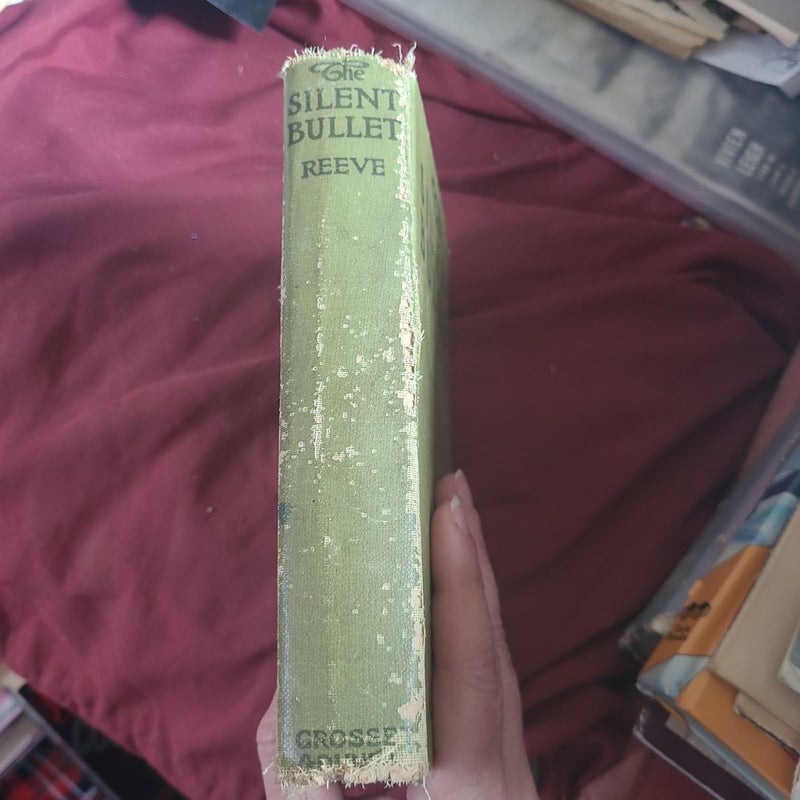 The
SILENT
BULLET
REEVE
GROSSET